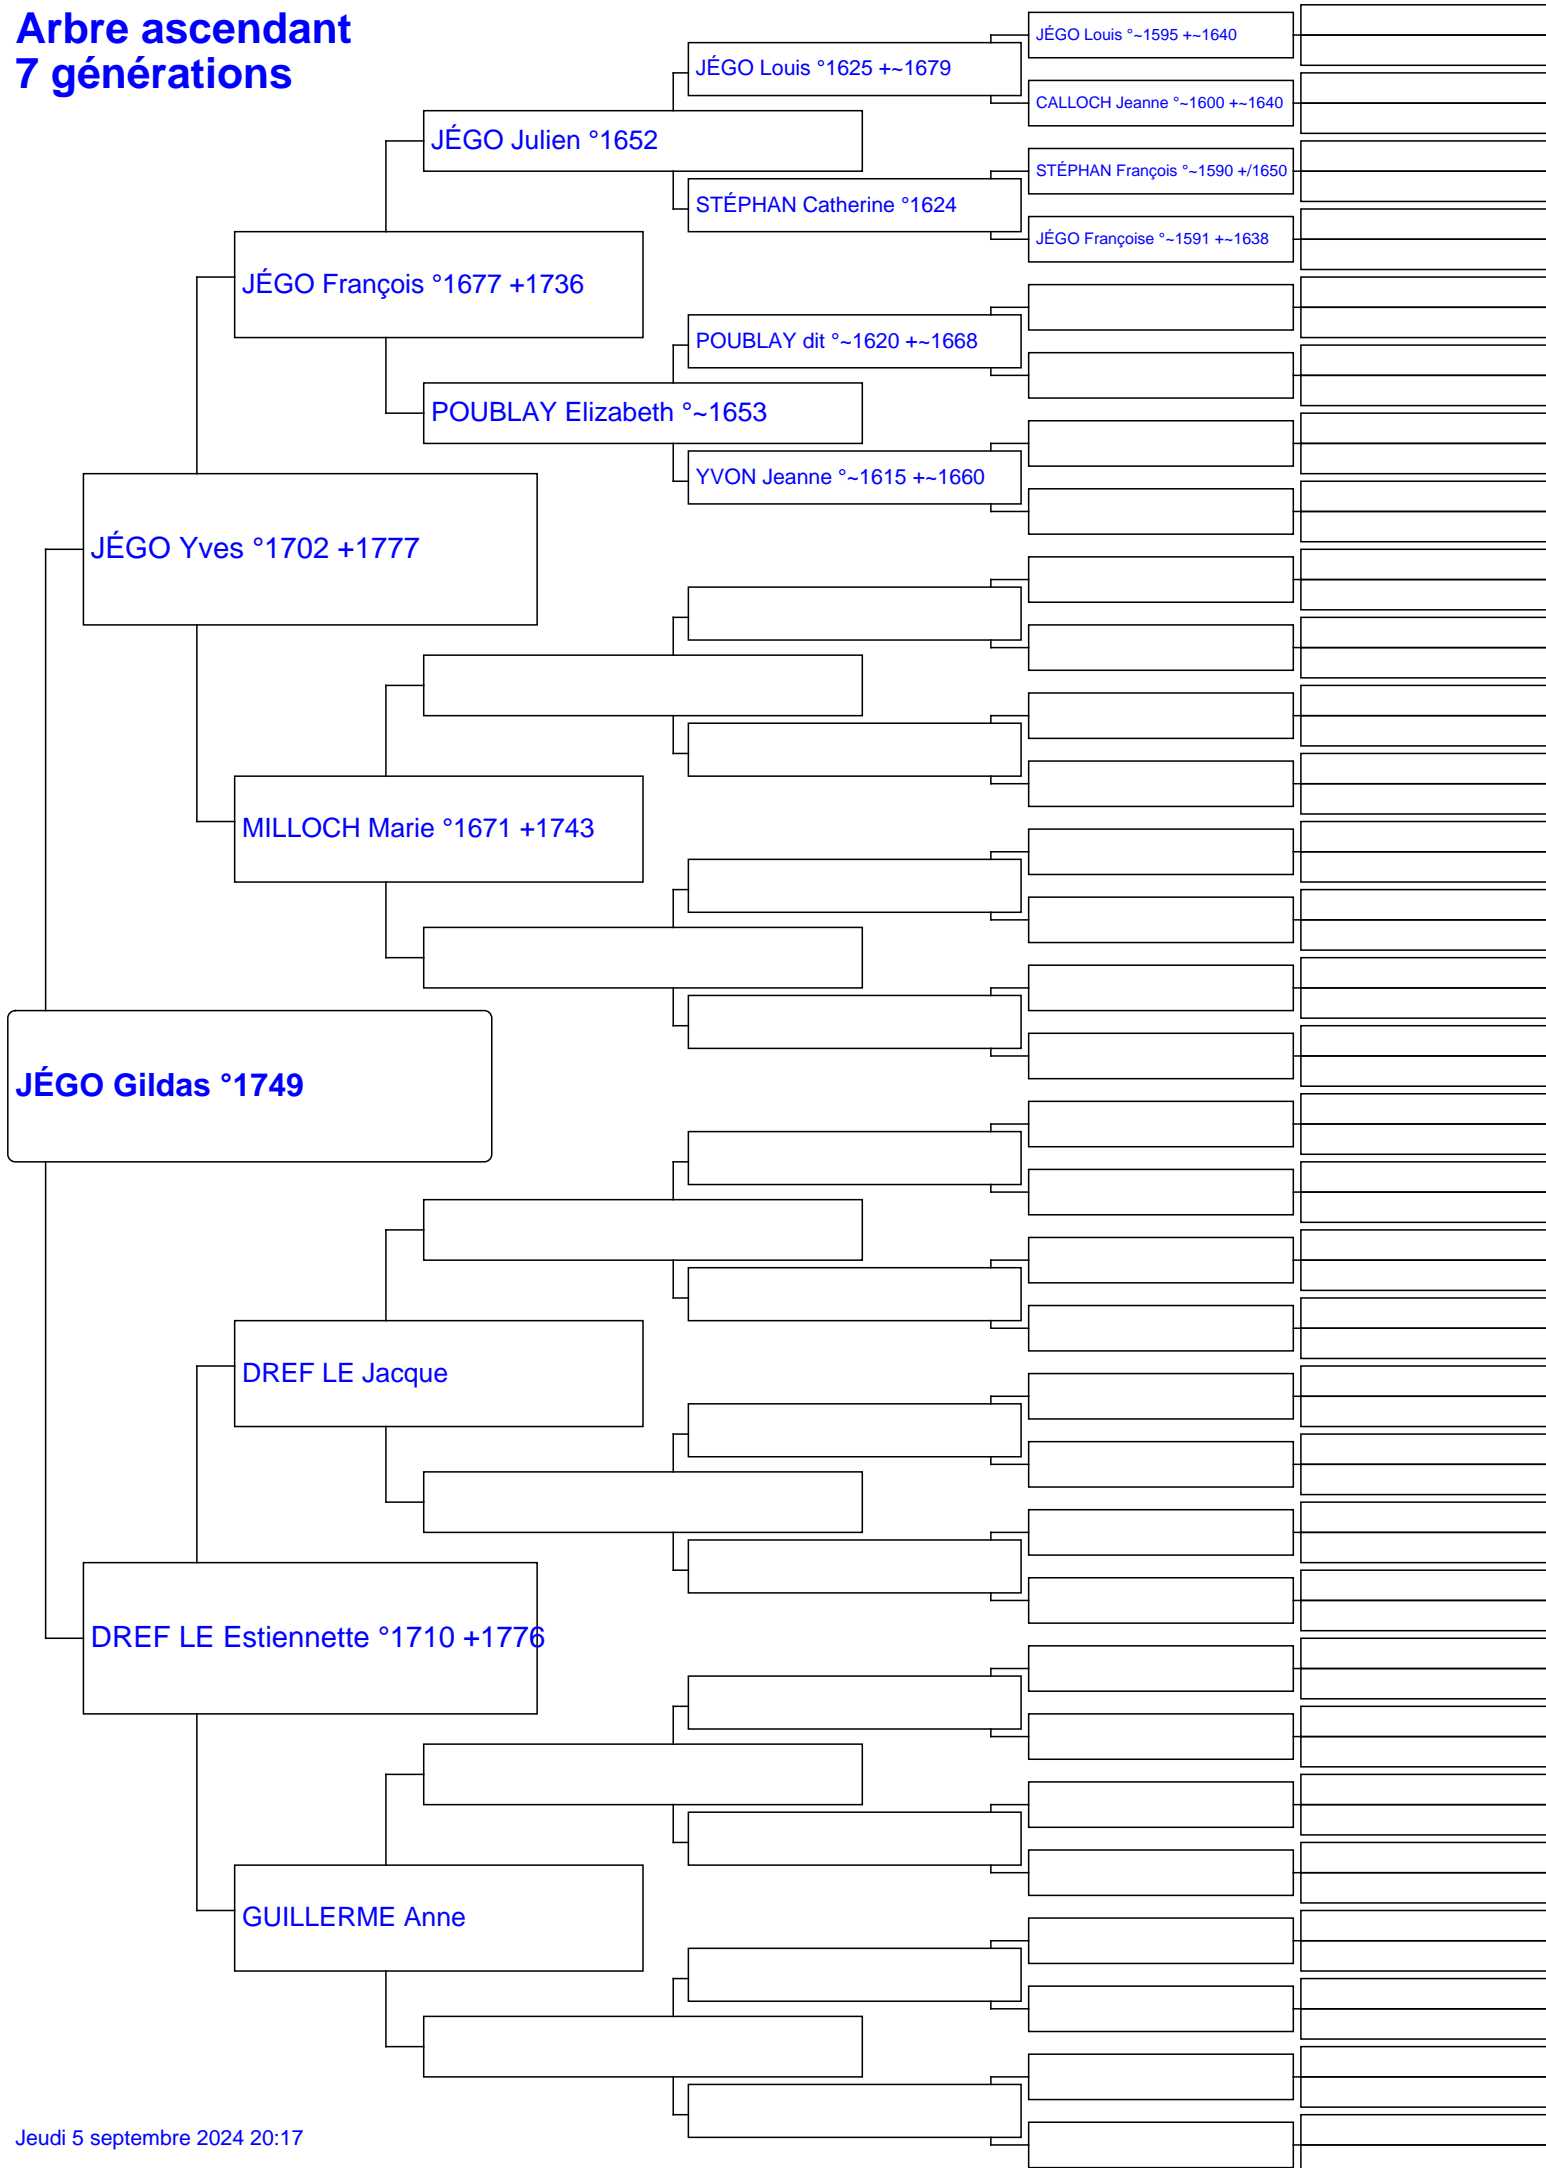 Arbre ascendant
7 générations
JÉGO Louis °~1595 +~1640
JÉGO Louis °1625 +~1679
CALLOCH Jeanne °~1600 +~1640
JÉGO Julien °1652
STÉPHAN François °~1590 +/1650
STÉPHAN Catherine °1624
JÉGO Françoise °~1591 +~1638
JÉGO François °1677 +1736
POUBLAY dit °~1620 +~1668
POUBLAY Elizabeth °~1653
YVON Jeanne °~1615 +~1660
JÉGO Yves °1702 +1777
MILLOCH Marie °1671 +1743
JÉGO Gildas °1749
DREF LE Jacque
DREF LE Estiennette °1710 +1776
GUILLERME Anne
Jeudi 5 septembre 2024 20:17